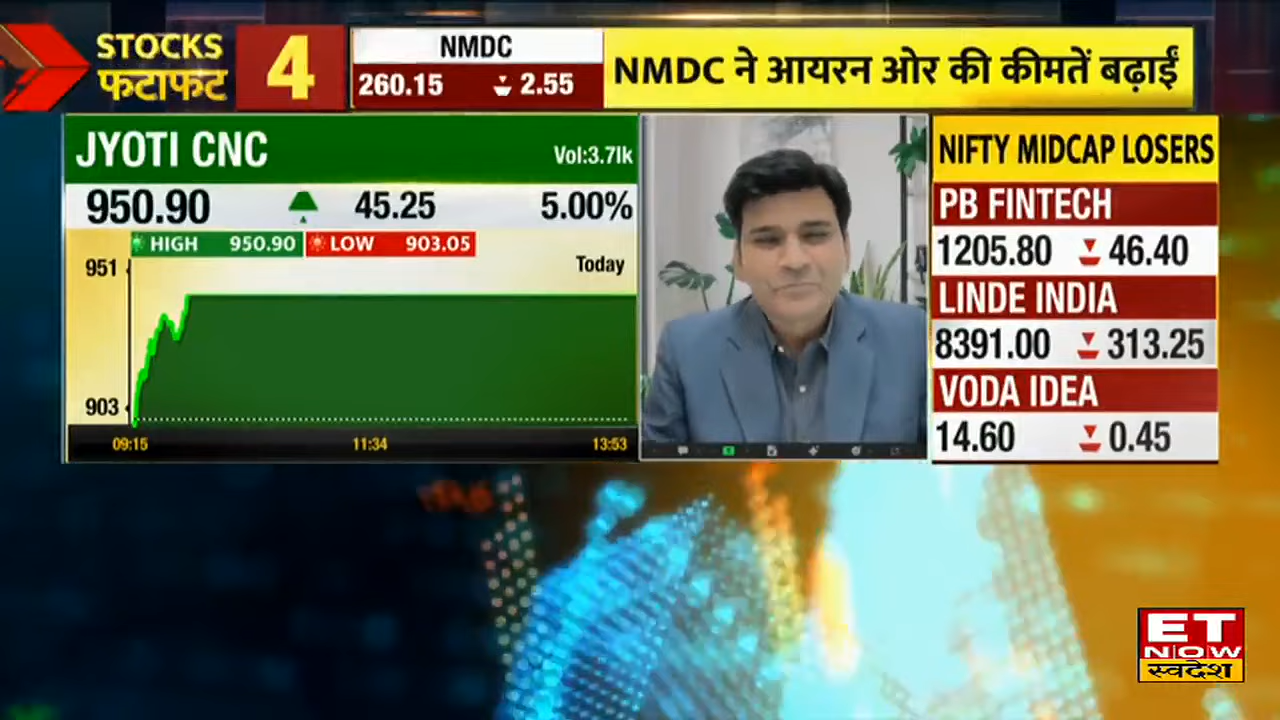 STOCKS
फटाफट
4
NMDC
260.15 2.55
NMDC ने आयरन ओर की कीमतें बढ़ाईं
JYOTI CNC
Vol:3.7lk
950.90 45.25 5.00%
HIGH 950.90 LOW 903.05
951
Today
903
09:15 11:34 13:53
NIFTY MIDCAP LOSERS
PB FINTECH
1205.80 46.40
LINDE INDIA
8391.00 313.25
VODA IDEA
14.60 0.45
ET
NOW
स्वदेश